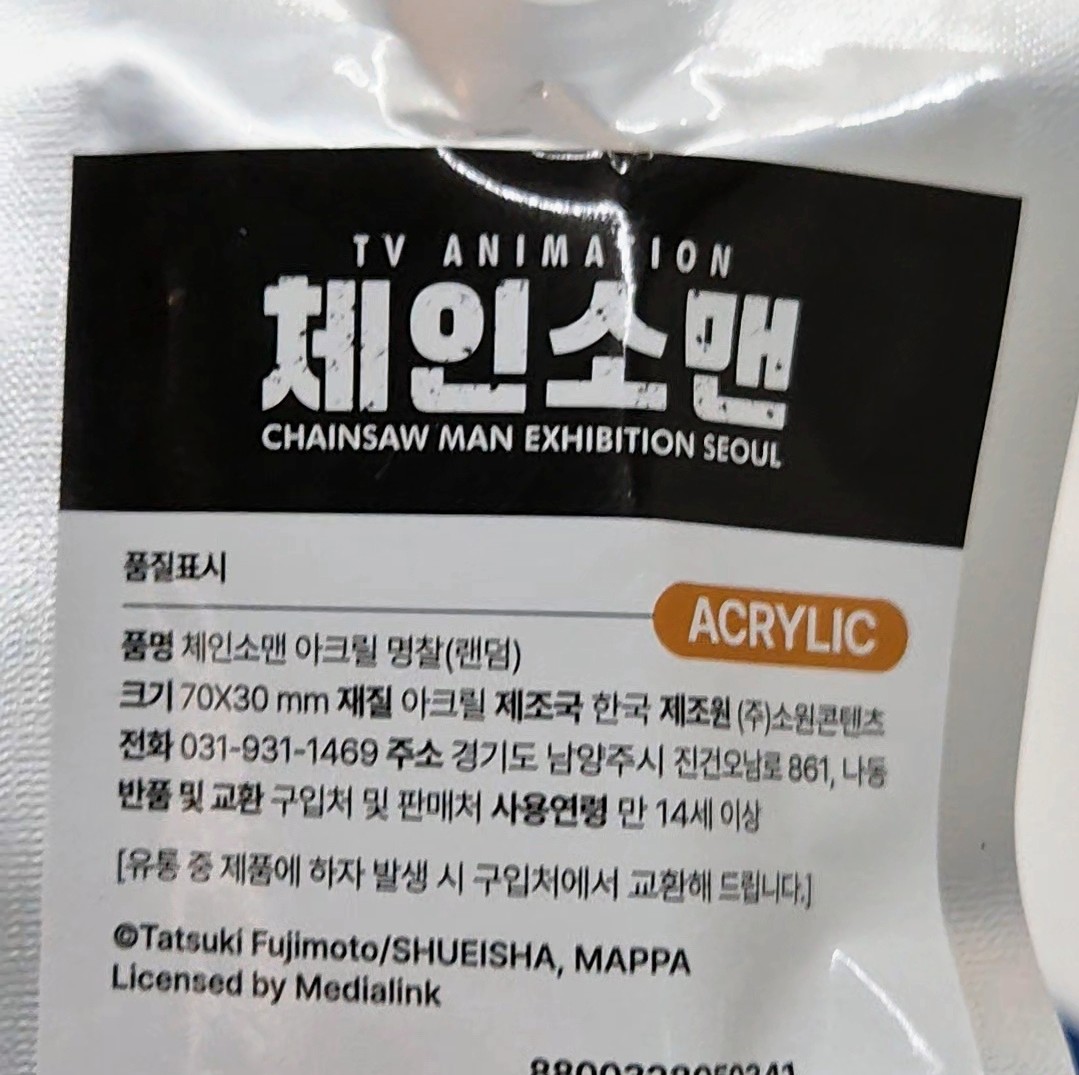 TV ANIMATION
체인소맨
CHAINSAW MAN EXHIBITION SEOUL
품질표시
ACRYLIC
품명 체인소맨 아크릴 명찰(랜덤)
크기 70X30 mm 재질 아크릴 제조국 한국 제조원 (주)소원콘텐츠
전화 031-931-1469 주소 경기도 남양주시 진건오남로 861, 나동
반품 및 교환 구입처 및 판매처 사용연령 만 14세 이상
[유통 중 제품에 하자 발생 시 구입처에서 교환해 드립니다.]
©Tatsuki Fujimoto/SHUEISHA, MAPPA
Licensed by Medialink